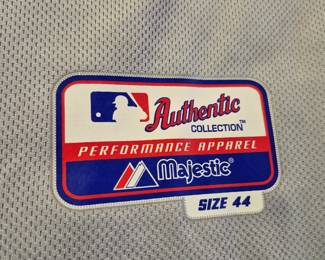 Authentic
COLLECTION™
PERFORMANCE APPAREL
Majestic®
SIZE 44